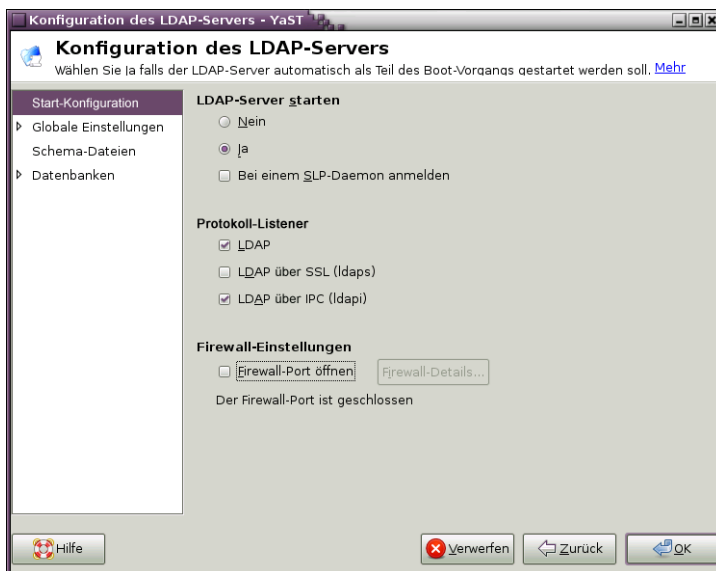 Konfiguration des LDAP-Servers - YaST
Konfiguration des LDAP-Servers
Wählen Sie Ja falls der LDAP-Server automatisch als Teil des Boot-Vorgangs gestartet werden soll. Mehr
Start-Konfiguration
Globale Einstellungen
Schema-Dateien
Datenbanken
LDAP-Server starten
Nein
Ja
Bei einem SLP-Daemon anmelden
Protokoll-Listener
LDAP
LDAP über SSL (ldaps)
LDAP über IPC (ldapi)
Firewall-Einstellungen
Firewall-Port öffnen
Firewall-Details...
Der Firewall-Port ist geschlossen
Hilfe
Verwerfen
Zurück
OK